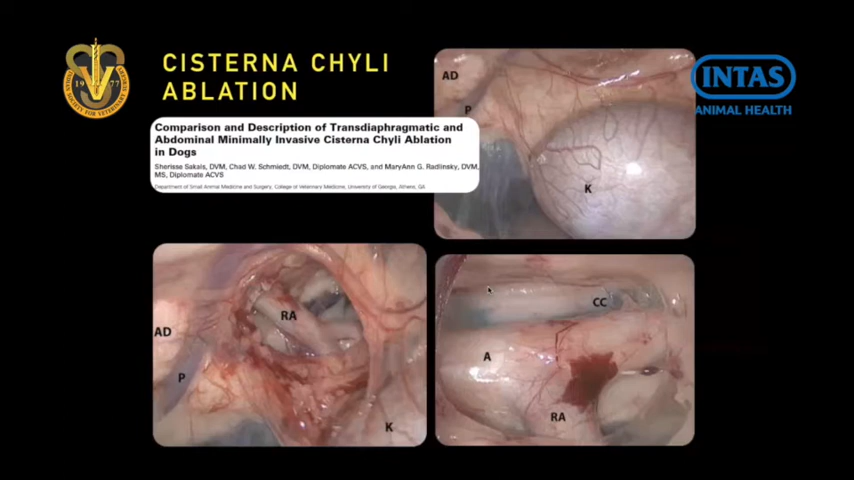 CISTERNA CHYLI
ABLATION
Comparison and Description of Transdiaphragmatic and
Abdominal Minimally Invasive Cisterna Chyli Ablation
in Dogs
Sherisse Sakals, DVM, Chad W. Schmiedt, DVM, Diplomate ACVS, and MaryAnn G. Radlinsky, DVM,
MS, Diplomate ACVS
Department of Small Animal Medicine and Surgery, College of Veterinary Medicine, University of Georgia, Athens, GA
INTAS
ANIMAL HEALTH
19 77
AD
P
K
AD
RA
P
K
CC
A
RA